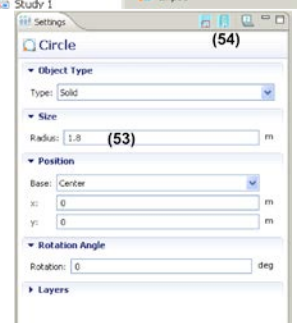 Study 1
Settings
(54)
Circle
Object Type
Type: Solid
Size
Radius: 1.8 (53) m
Position
Base: Center
x: 0 m
y: 0 m
Rotation Angle
Rotation: 0 deg
Layers